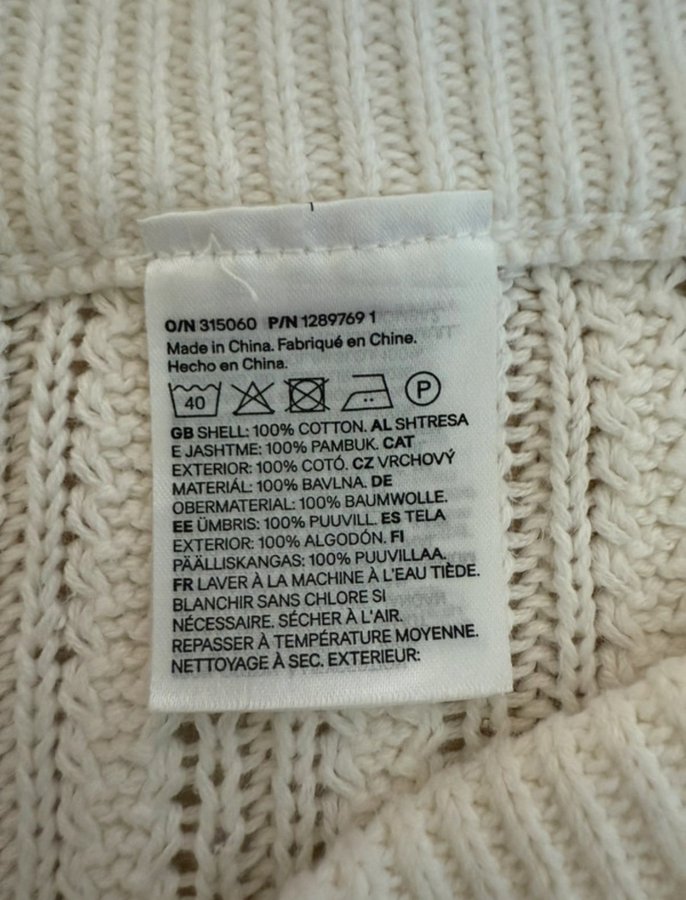 O/N 315060 P/N 1289769 1
Made in China. Fabriqué en Chine.
Hecho en China.
40 P
GB SHELL: 100% COTTON. AL SHTRESA
E JASHTME: 100% PAMBUK. CAT
EXTERIOR: 100% COTÓ. CZ VRCHOVÝ
MATERIÁL: 100% BAVLNA. DE
OBERMATERIAL: 100% BAUMWOLLE.
EE ÜMBRIS: 100% PUUVILL. ES TELA
EXTERIOR: 100% ALGODÓN. FI
PÄÄLLISKANGAS: 100% PUUVILLAA.
FR LAVER À LA MACHINE À L'EAU TIÈDE.
BLANCHIR SANS CHLORE SI
NÉCESSAIRE. SÉCHER À L'AIR.
REPASSER À TEMPÉRATURE MOYENNE.
NETTOYAGE À SEC. EXTERIEUR: